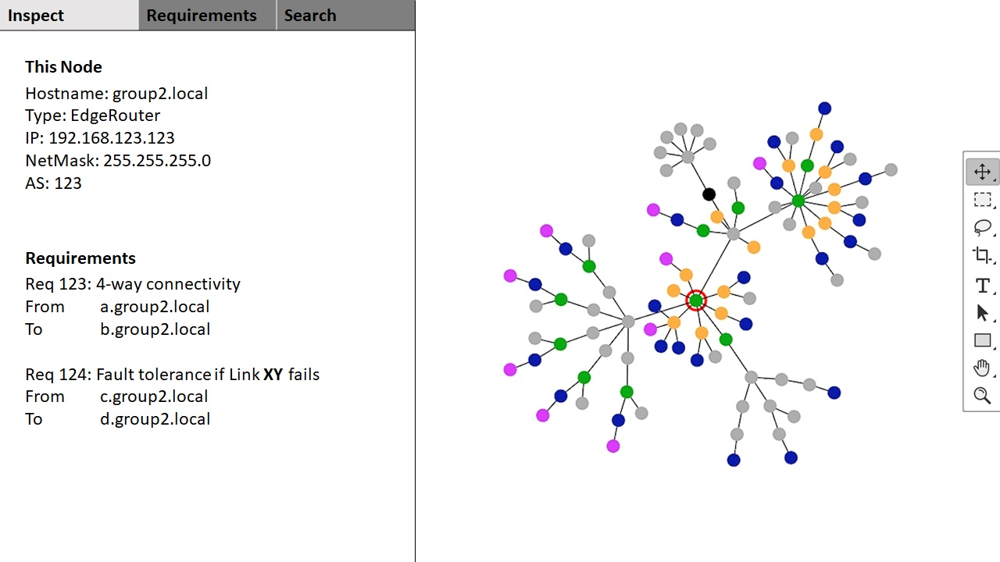 Inspect Requirements Search
This Node
Hostname: group2.local
Type: EdgeRouter
IP: 192.168.123.123
NetMask: 255.255.255.0
AS: 123
Requirements
Req 123: 4-way connectivity
From a.group2.local
To b.group2.local
Req 124: Fault tolerance if Link XY fails
From c.group2.local
To d.group2.local
T